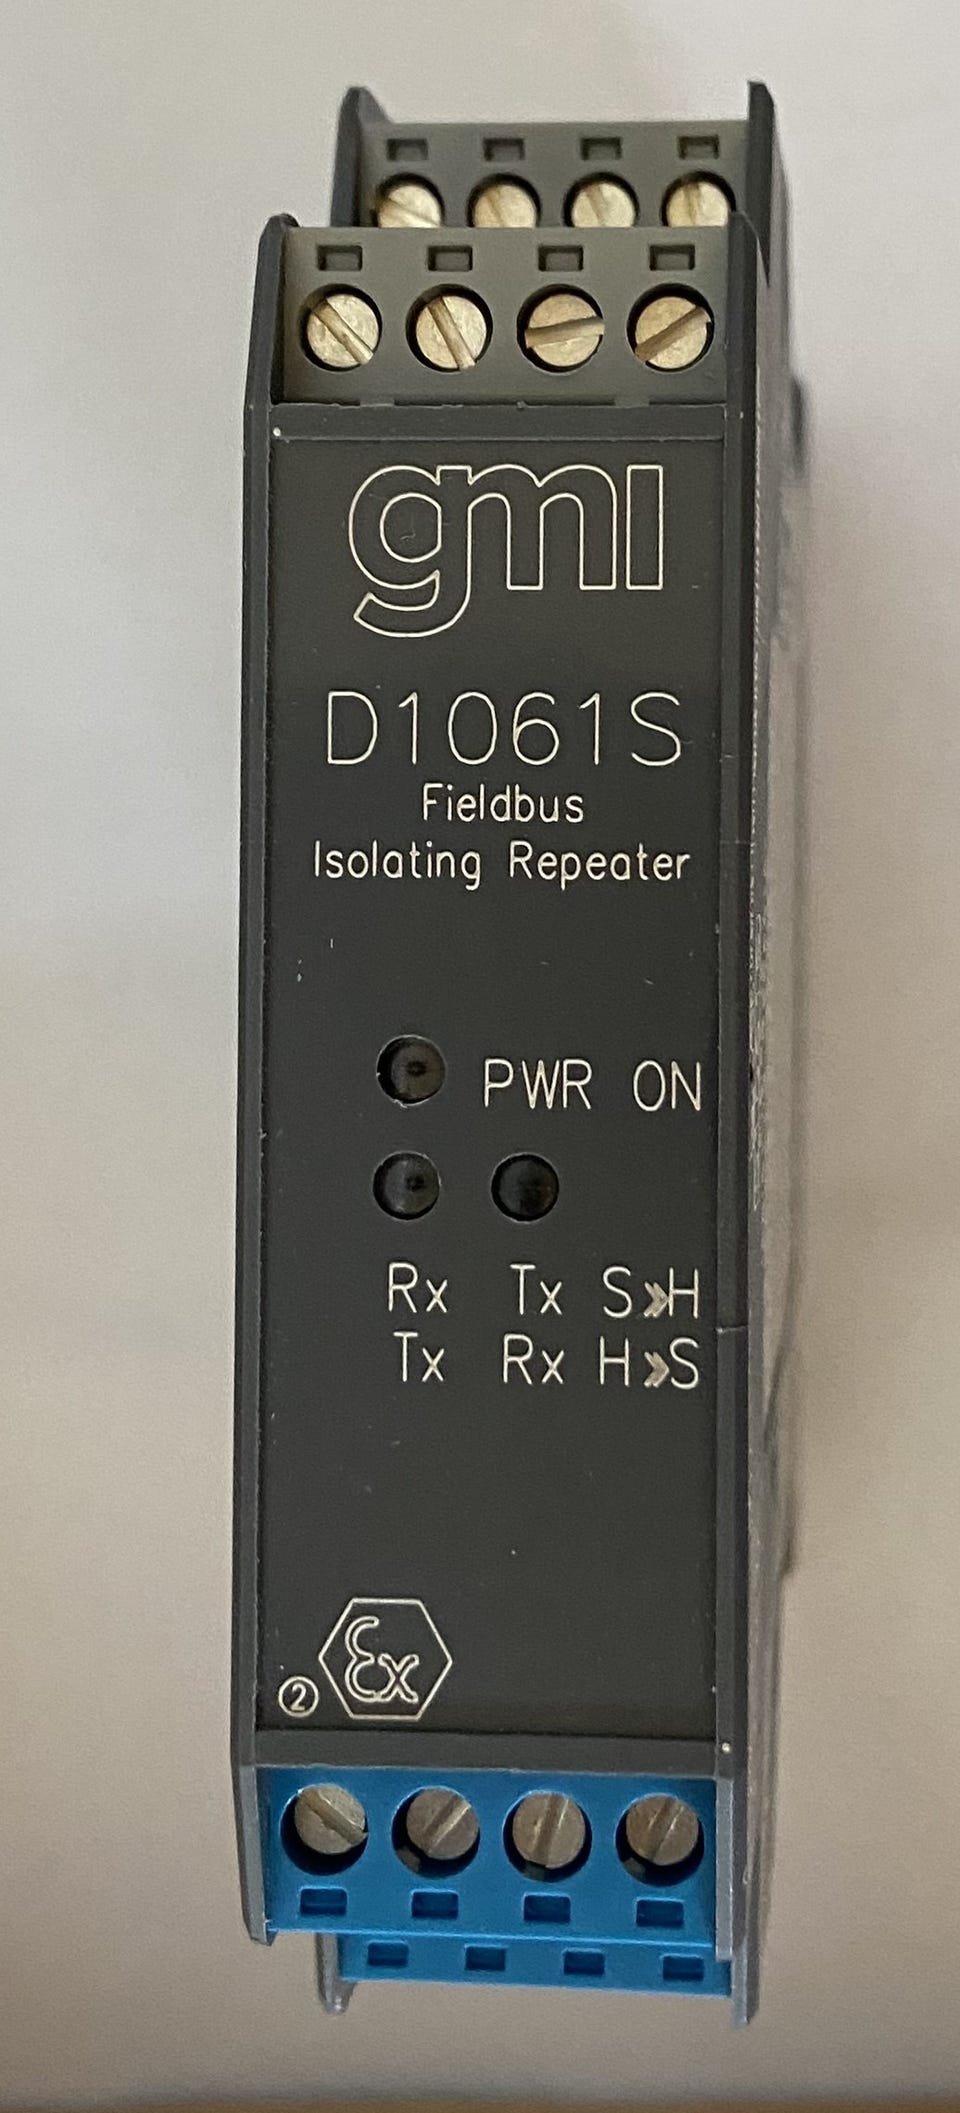 gmi
D1061S
Fieldbus
Isolating Repeater
PWR ON
Rx Tx S»H
Tx Rx H»S
② Ex